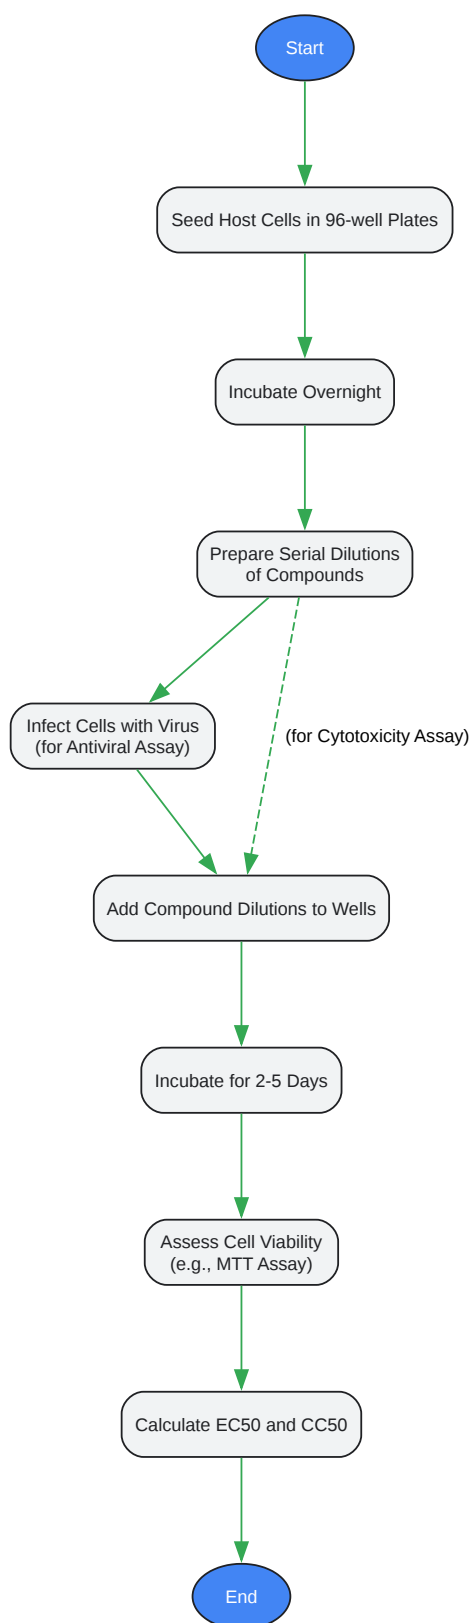 Start
Seed Host Cells in 96-well Plates
Incubate Overnight
Prepare Serial Dilutions
of Compounds
Infect Cells with Virus
(for Antiviral Assay)
(for Cytotoxicity Assay)
Add Compound Dilutions to Wells
Incubate for 2-5 Days
Assess Cell Viability
(e.g., MTT Assay)
Calculate EC50 and CC50
End